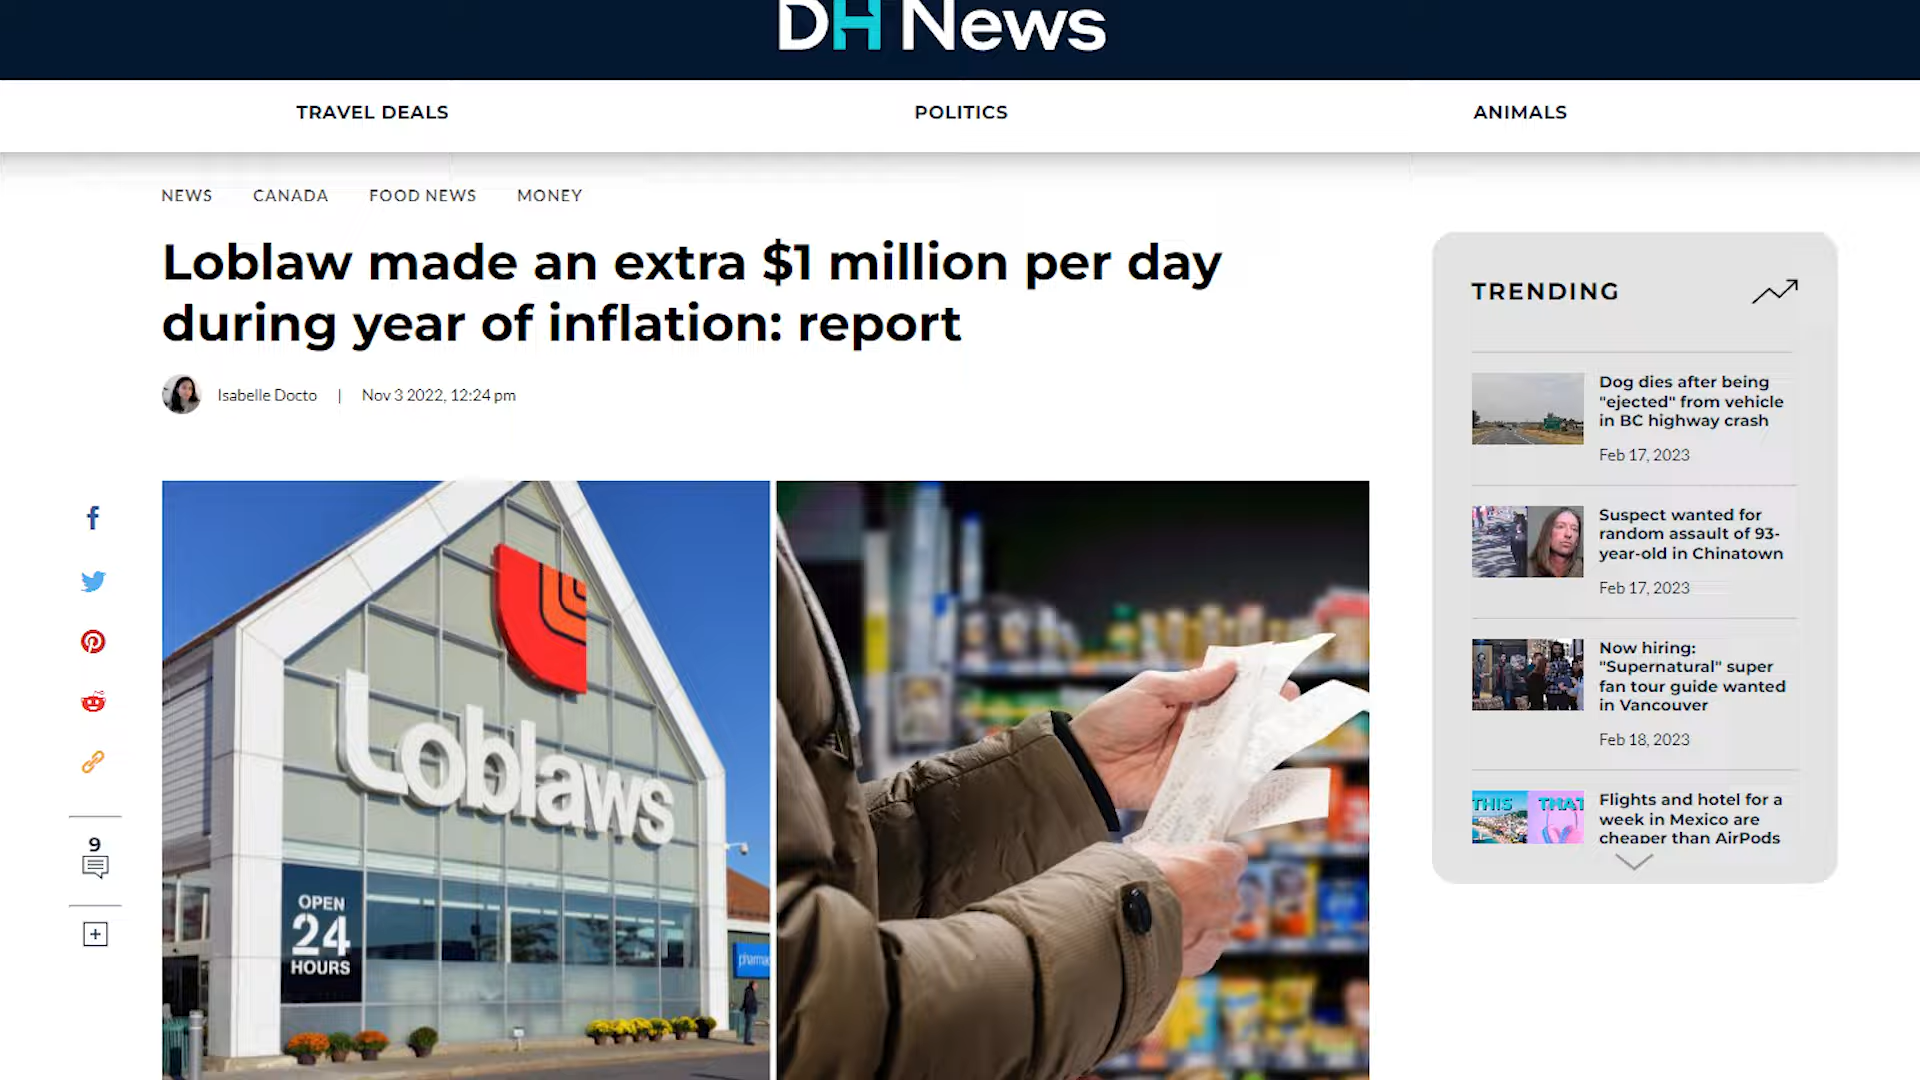 DH News
TRAVEL DEALS
POLITICS
ANIMALS
NEWS
CANADA
FOOD NEWS
MONEY
Loblaw made an extra $1 million per day
during year of inflation: report
Isabelle Docto | Nov 3 2022, 12:24 pm
9
Loblaws
OPEN
24
HOURS
TRENDING
Dog dies after being
"ejected" from vehicle
in BC highway crash
Feb 17, 2023
Suspect wanted for
random assault of 93-
year-old in Chinatown
Feb 17, 2023
Now hiring:
"Supernatural" super
fan tour guide wanted
in Vancouver
Feb 18, 2023
THIS THAT
Flights and hotel for a
week in Mexico are
cheaper than AirPods